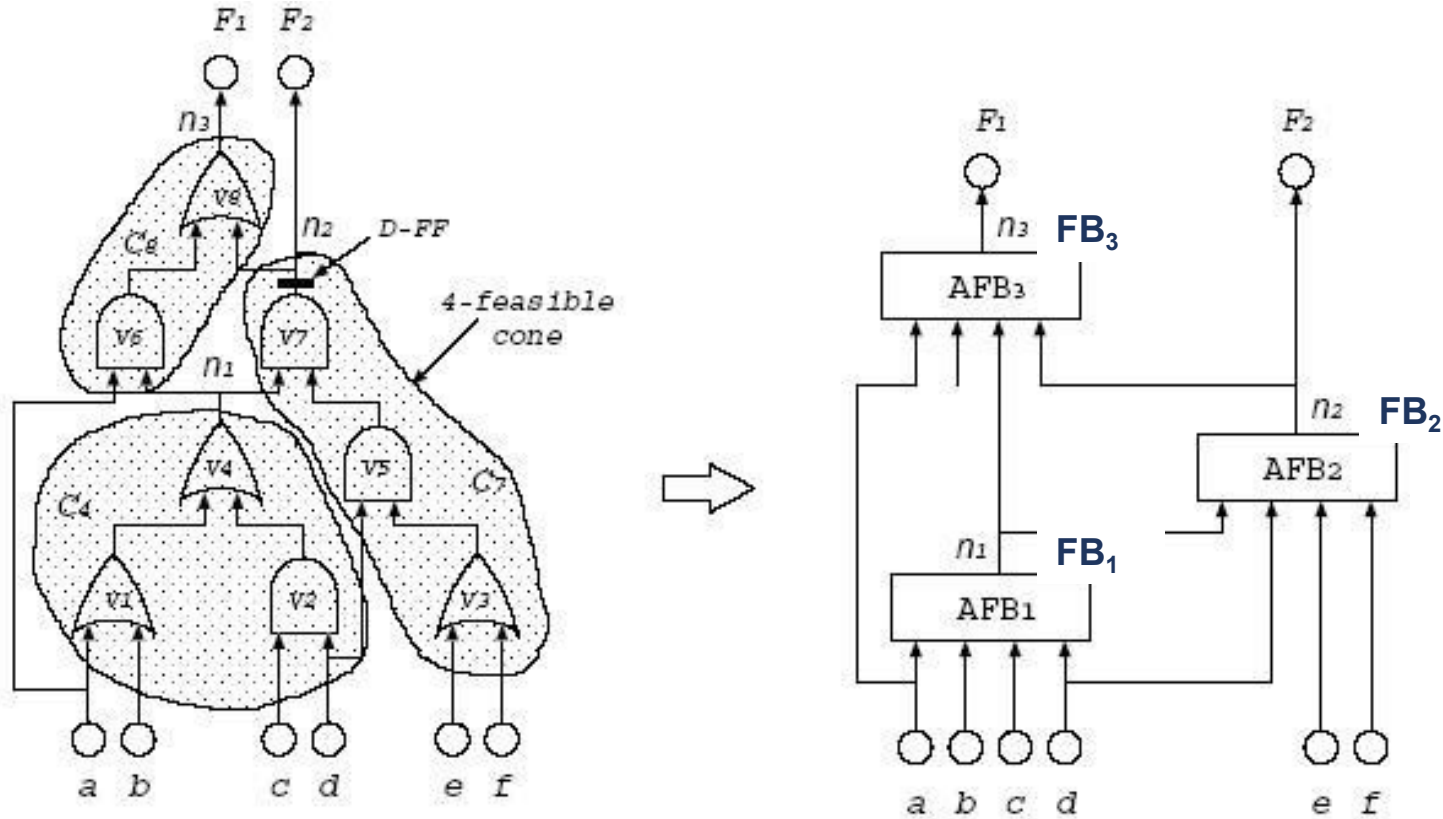 F1 F2
n3
v8
C8
n2 D-FF
4-feasible
cone
v6 v7
n1
v4 v5
C4 C7
v1 v2 v3
a b c d e f
F1 F2
n3 FB3
AFB3
n2 FB2
AFB2
n1 FB1
AFB1
a b c d e f